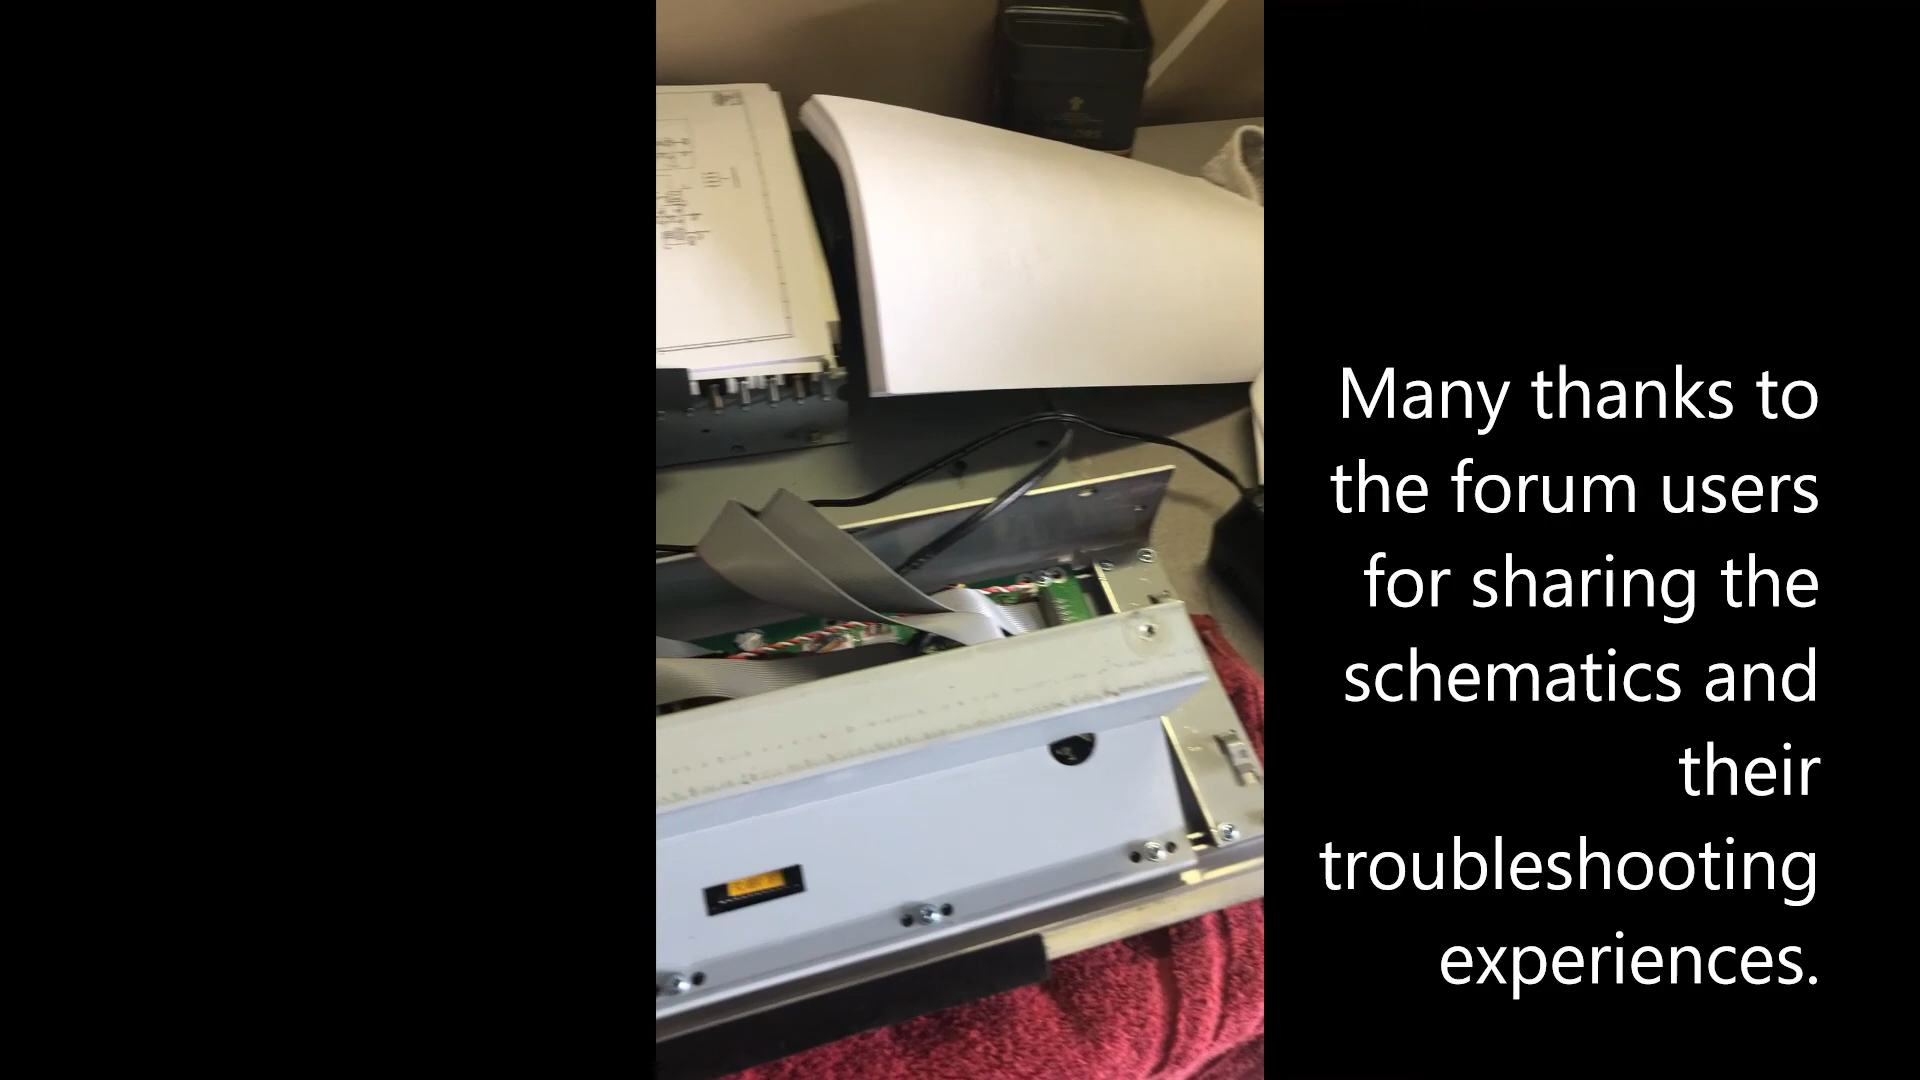 Many thanks to
the forum users
for sharing the
schematics and
their
troubleshooting
experiences.